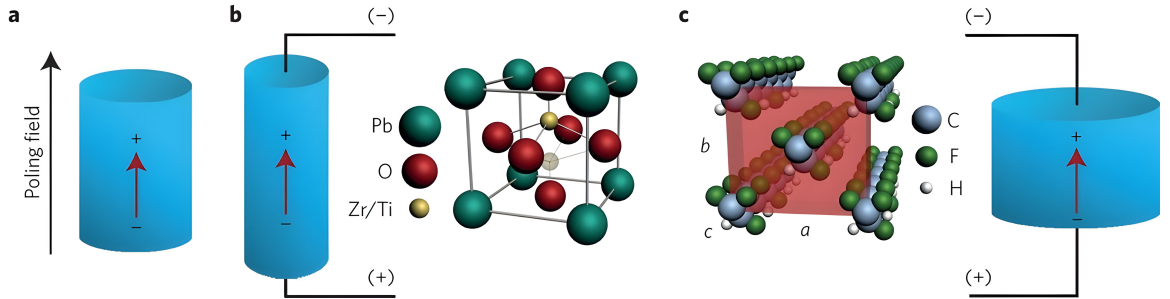 a
Poling field
+
−
b
(−)
+
−
(+)
Pb
O
Zr/Ti
c
b
c
a
C
F
H
(−)
+
−
(+)